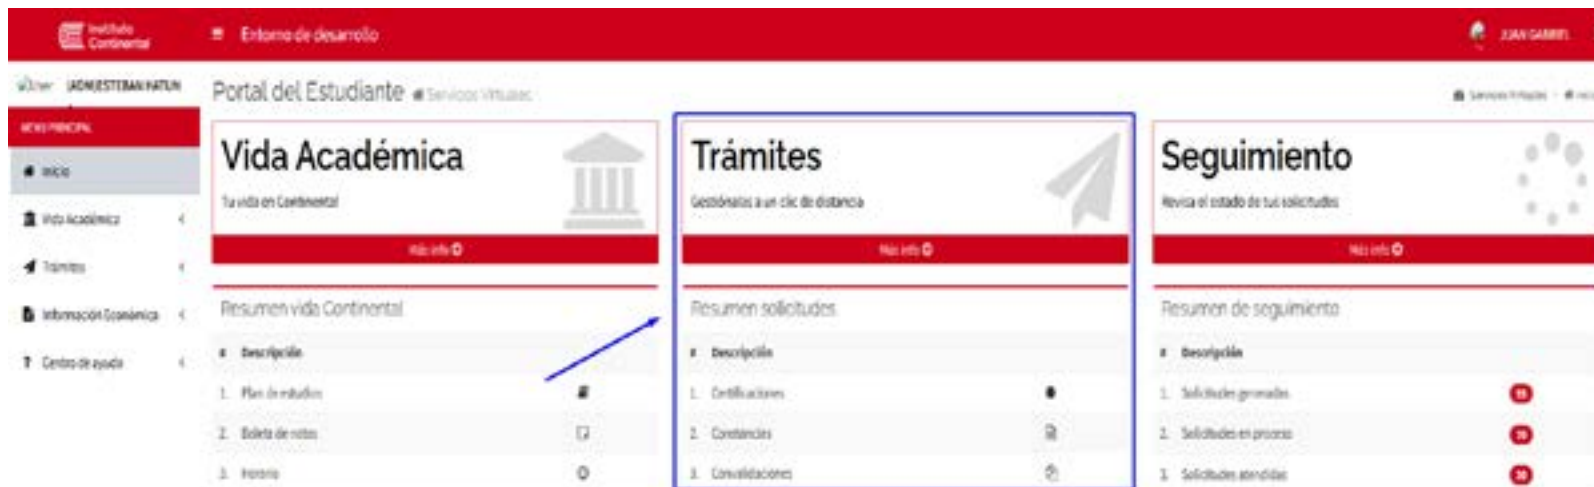 Instituto
Continental
Entorno de desarrollo
JUAN GABRIEL
Portal del Estudiante
Servicios Virtuales
Servicios Virtuales
MENÚ PRINCIPAL
Inicio
Vida Académica
Trámites
Información Económica
Centro de ayuda
Vida Académica
Tu vida en Continental
Más info
Resumen vida Continental
# Descripción
1. Plan de estudios
2. Boleta de notas
3. Horario
Trámites
Gestiónalos a un clic de distancia
Más info
Resumen solicitudes
# Descripción
1. Certificaciones
2. Constancias
3. Convalidaciones
Seguimiento
Revisa el estado de tus solicitudes
Más info
Resumen de seguimiento
# Descripción
1. Solicitudes generadas
2. Solicitudes en proceso
3. Solicitudes atendidas